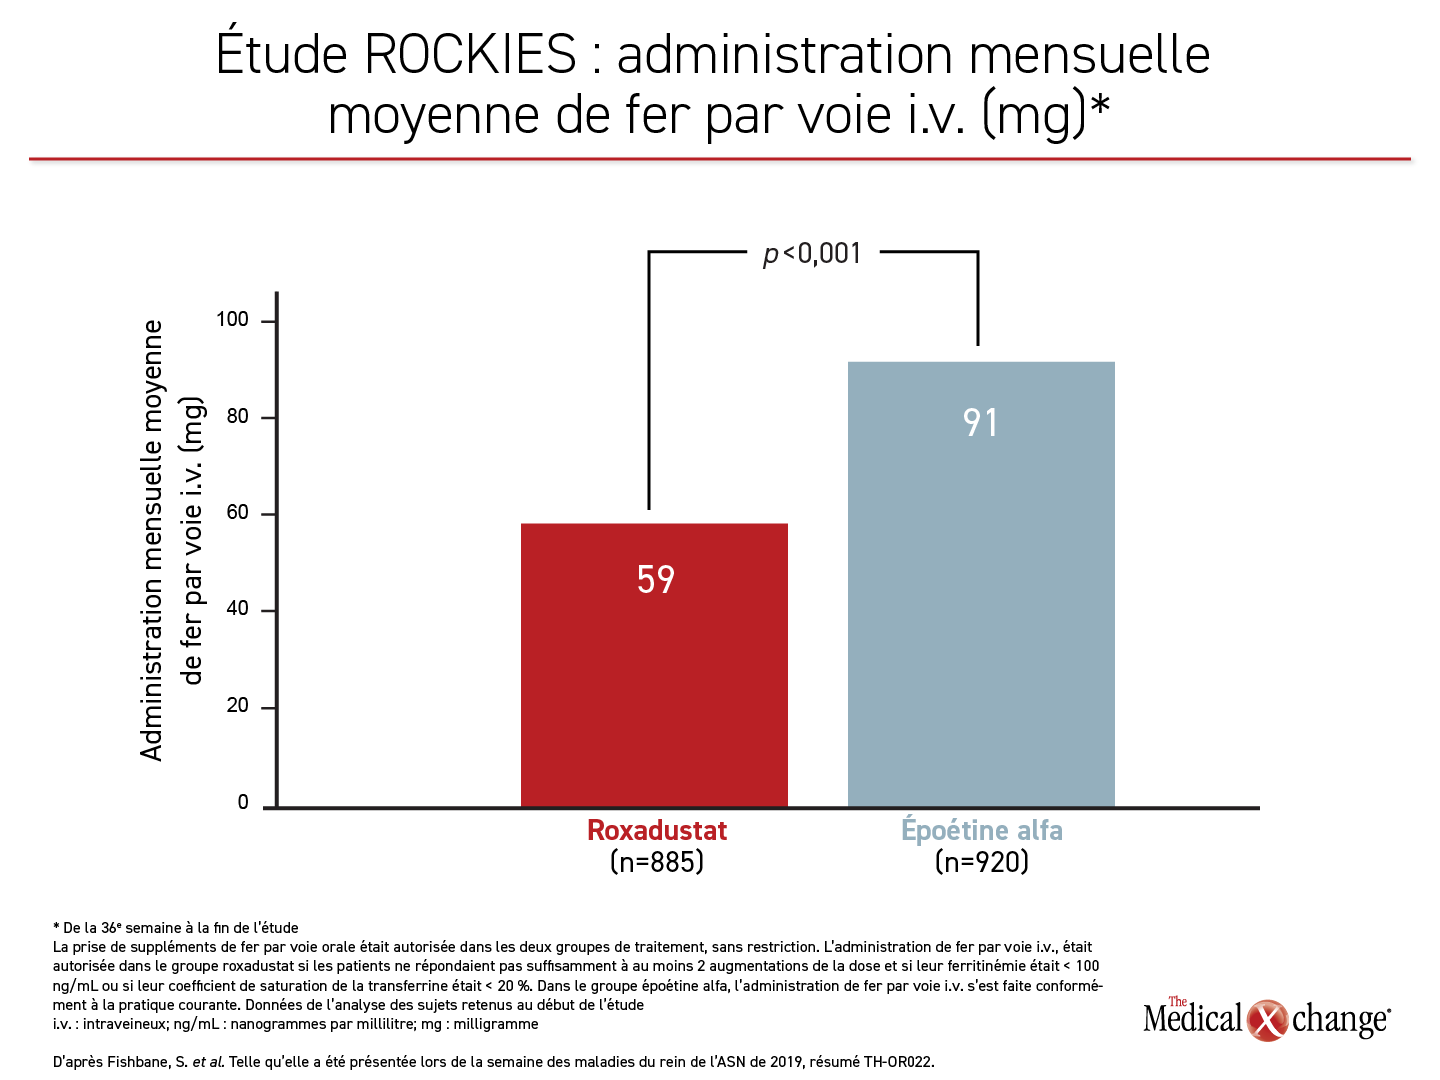 Étude ROCKIES : administration mensuelle
moyenne de fer par voie i.v. (mg)*
p<0,001
Administration mensuelle moyenne
de fer par voie i.v. (mg)
100
80
60
40
20
0
59
91
Roxadustat
(n=885)
Époétine alfa
(n=920)
* De la 36e semaine à la fin de l'étude
La prise de suppléments de fer par voie orale était autorisée dans les deux groupes de traitement, sans restriction. L'administration de fer par voie i.v., était
autorisée dans le groupe roxadustat si les patients ne répondaient pas suffisamment à au moins 2 augmentations de la dose et si leur ferritinémie était < 100
ng/mL ou si leur coefficient de saturation de la transferrine était < 20 %. Dans le groupe époétine alfa, l'administration de fer par voie i.v. s'est faite conformé-
ment à la pratique courante. Données de l'analyse des sujets retenus au début de l'étude
i.v. : intraveineux; ng/mL : nanogrammes par millilitre; mg : milligramme
D'après Fishbane, S. et al. Telle qu'elle a été présentée lors de la semaine des maladies du rein de l'ASN de 2019, résumé TH-OR022.
The
Medical X change®